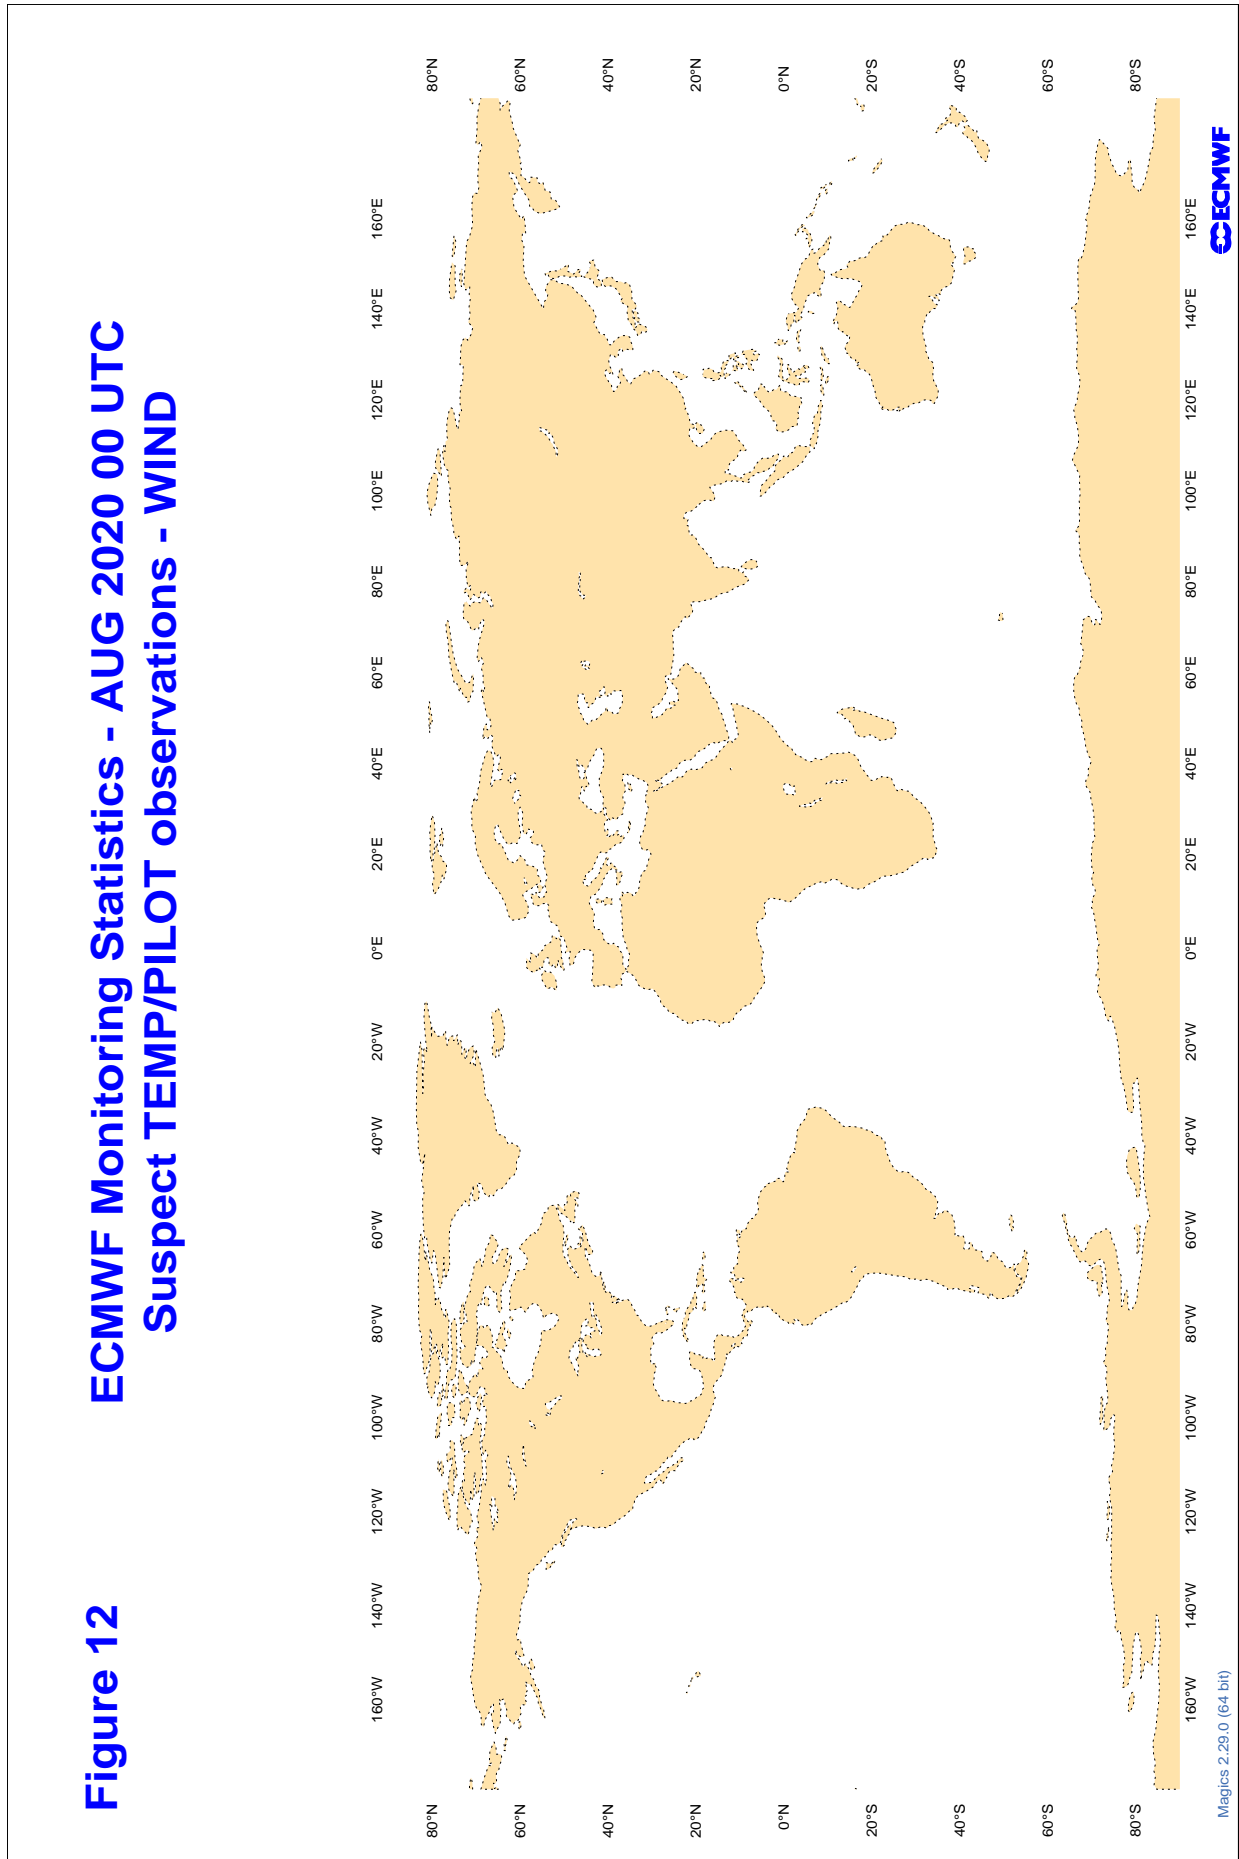 Figure 12
ECMWF Monitoring Statistics - AUG 2020 00 UTC
Suspect TEMP/PILOT observations - WIND
160°W 140°W 120°W 100°W 80°W 60°W 40°W 20°W 0°E 20°E 40°E 60°E 80°E 100°E 120°E 140°E 160°E
80°N 80°N
60°N 60°N
40°N 40°N
20°N 20°N
0°N 0°N
20°S 20°S
40°S 40°S
60°S 60°S
80°S 80°S
160°W 140°W 120°W 100°W 80°W 60°W 40°W 20°W 0°E 20°E 40°E 60°E 80°E 100°E 120°E 140°E 160°E
Magics 2.29.0 (64 bit)
ECMWF